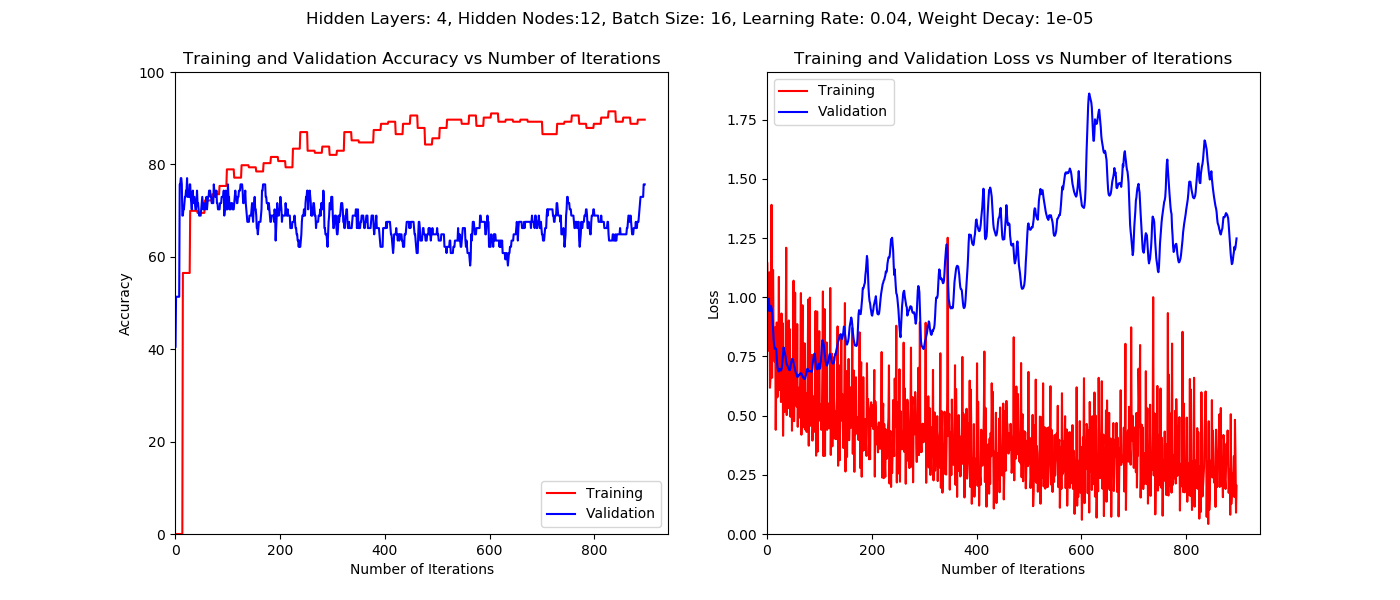 Hidden Layers: 4, Hidden Nodes:12, Batch Size: 16, Learning Rate: 0.04, Weight Decay: 1e-05
Training and Validation Accuracy vs Number of Iterations
100
80
60
40
20
0
Accuracy
0 200 400 600 800
Number of Iterations
Training
Validation
Training and Validation Loss vs Number of Iterations
Training
Validation
1.75
1.50
1.25
1.00
0.75
0.50
0.25
0.00
Loss
0 200 400 600 800
Number of Iterations